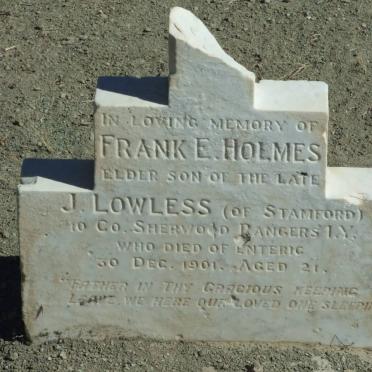 IN LOVING MEMORY OF
FRANK E. HOLMES
ELDER SON OF THE LATE
J. LOWLESS (OF STAMFORD)
10 CO. SHERWOOD RANGERS I.Y.
WHO DIED OF ENTERIC
30 DEC. 1901. AGED 21.
FATHER IN THY GRACIOUS KEEPING
LEAVE WE HERE OUR LOVED ONE SLEEPIN